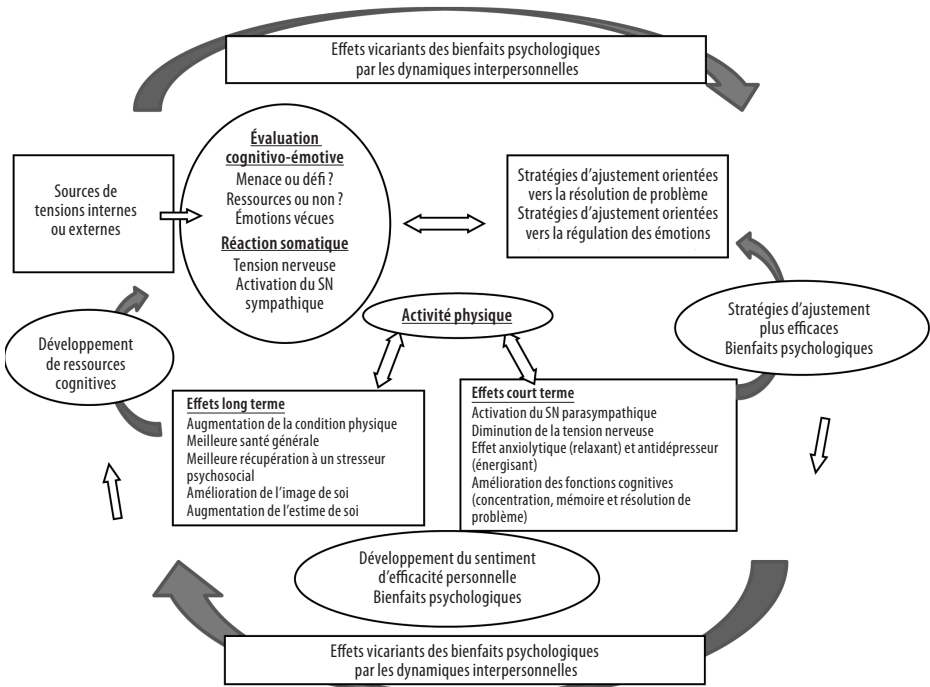 Effets vicariants des bienfaits psychologiques
par les dynamiques interpersonnelles
Sources de
tensions internes
ou externes
Évaluation
cognitivo-émotive
Menace ou défi ?
Ressources ou non ?
Émotions vécues
Réaction somatique
Tension nerveuse
Activation du SN
sympathique
Stratégies d'ajustement orientées
vers la résolution de problème
Stratégies d'ajustement orientées
vers la régulation des émotions
Activité physique
Développement
de ressources
cognitives
Stratégies d'ajustement
plus efficaces
Bienfaits psychologiques
Effets long terme
Augmentation de la condition physique
Meilleure santé générale
Meilleure récupération à un stresseur
psychosocial
Amélioration de l'image de soi
Augmentation de l'estime de soi
Effets court terme
Activation du SN parasympathique
Diminution de la tension nerveuse
Effet anxiolytique (relaxant) et antidépresseur
(énergisant)
Amélioration des fonctions cognitives
(concentration, mémoire et résolution de
problème)
Développement du sentiment
d'efficacité personnelle
Bienfaits psychologiques
Effets vicariants des bienfaits psychologiques
par les dynamiques interpersonnelles